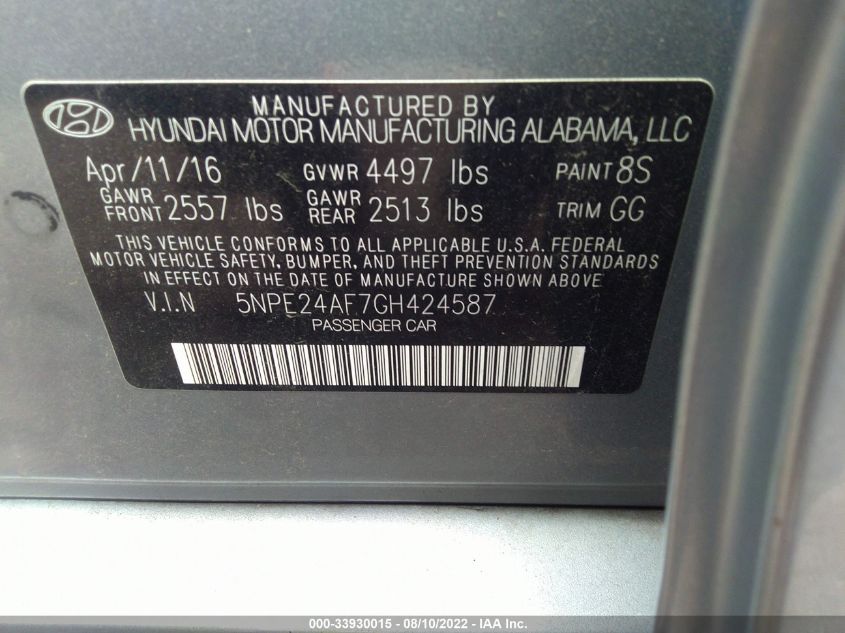 MANUFACTURED BY
HYUNDAI MOTOR MANUFACTURING ALABAMA, LLC
Apr/11/16 GVWR 4497 lbs PAINT 8S
GAWR FRONT 2557 lbs GAWR REAR 2513 lbs TRIM GG
THIS VEHICLE CONFORMS TO ALL APPLICABLE U.S.A. FEDERAL
MOTOR VEHICLE SAFETY, BUMPER, AND THEFT PREVENTION STANDARDS
IN EFFECT ON THE DATE OF MANUFACTURE SHOWN ABOVE
V.I.N 5NPE24AF7GH424587
PASSENGER CAR
000-33930015 - 08/10/2022 - IAA Inc.